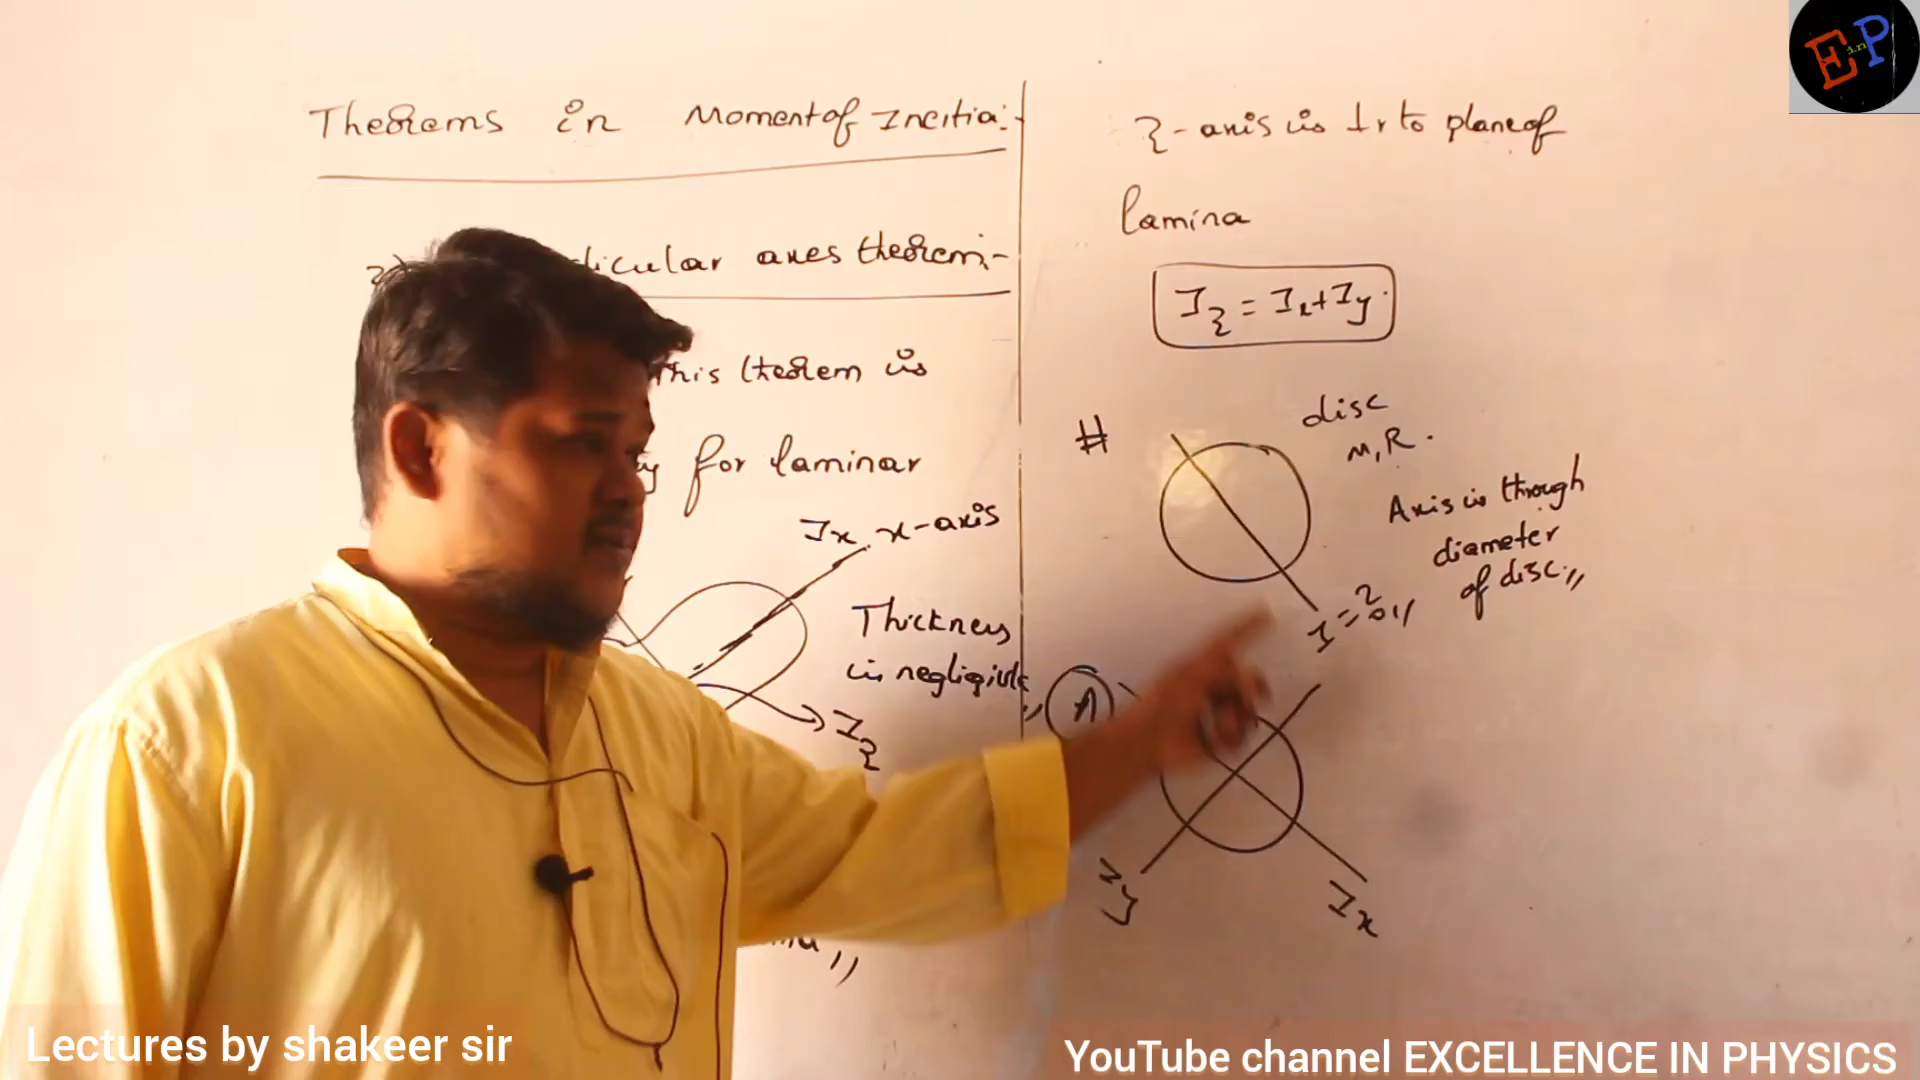 Theorems in Moment of Inertia:-
axes theorem:-
This theorem is
for laminar
Ix x-axis
Thickness
is negligible
Iz
z-axis is ⊥r to plane of
lamina
Iz = Ix+Iy
#
disc
M, R.
Axis is through
diameter
of disc.,,
I = ?
A
Iy
Ix
E in P
Lectures by shakeer sir
YouTube channel EXCELLENCE IN PHYSICS